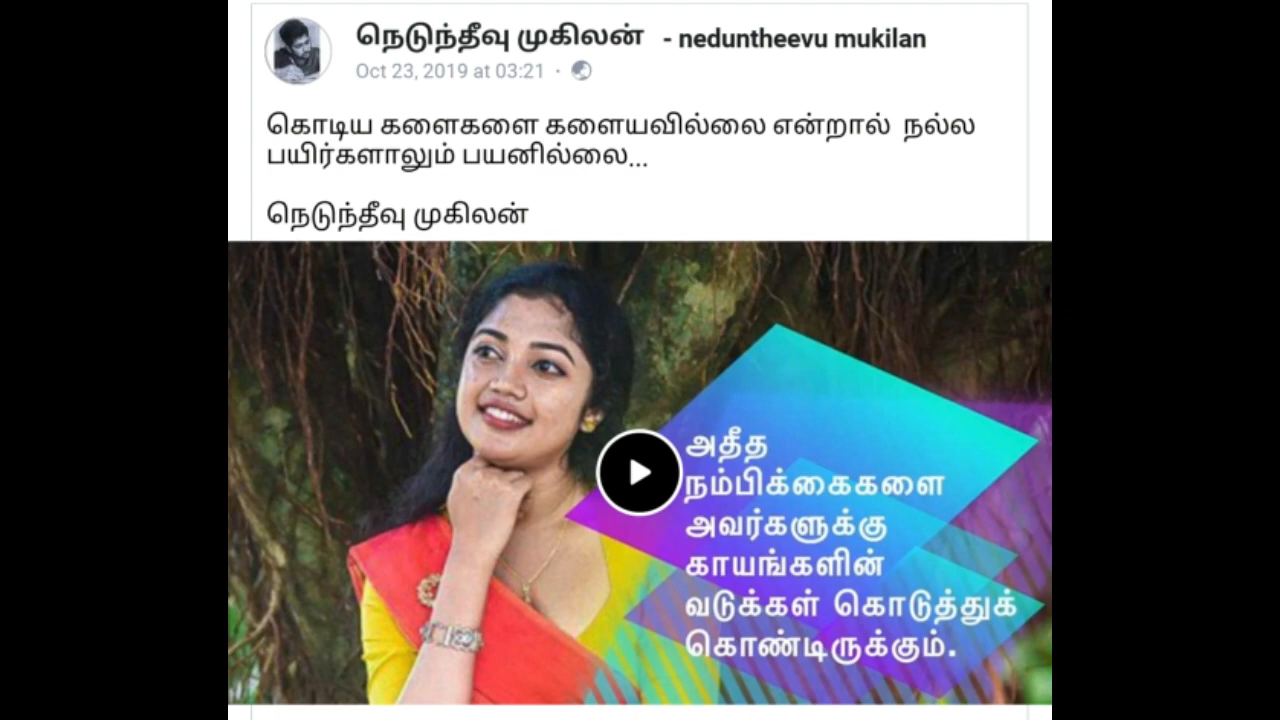 நெடுந்தீவு முகிலன் - neduntheevu mukilan
Oct 23, 2019 at 03:21 ·
கொடிய களைகளை களையவில்லை என்றால் நல்ல
பயிர்களாலும் பயனில்லை...
நெடுந்தீவு முகிலன்
அதீத
நம்பிக்கைகளை
அவர்களுக்கு
காயங்களின்
வடுக்கள் கொடுத்துக்
கொண்டிருக்கும்.